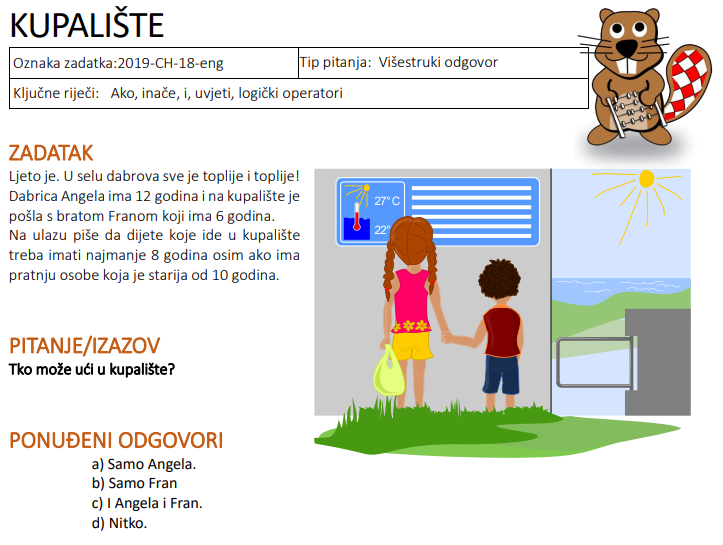 KUPALIŠTE
Oznaka zadatka:2019-CH-18-eng
Tip pitanja: Višestruki odgovor
Ključne riječi: Ako, inače, i, uvjeti, logički operatori
ZADATAK
Ljeto je. U selu dabrova sve je toplije i toplije!
Dabrica Angela ima 12 godina i na kupalište je
pošla s bratom Franom koji ima 6 godina.
Na ulazu piše da dijete koje ide u kupalište
treba imati najmanje 8 godina osim ako ima
pratnju osobe koja je starija od 10 godina.
27° C
22°
PITANJE/IZAZOV
Tko može ući u kupalište?
PONUĐENI ODGOVORI
a) Samo Angela.
b) Samo Fran
c) I Angela i Fran.
d) Nitko.